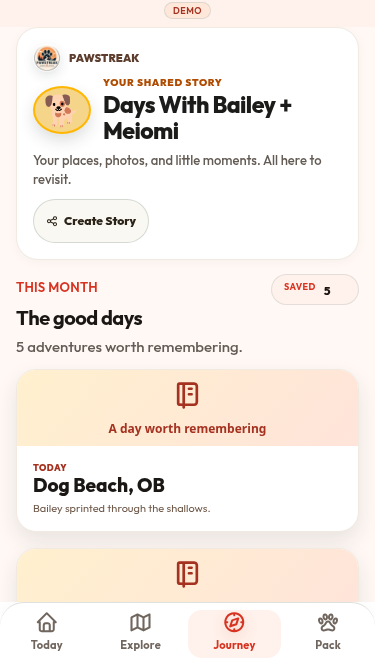 DEMO
PAWSTREAK
YOUR SHARED STORY
Days With Bailey +
Meiomi
Your places, photos, and little moments. All here to
revisit.
Create Story
THIS MONTH
SAVED 5
The good days
5 adventures worth remembering.
A day worth remembering
TODAY
Dog Beach, OB
Bailey sprinted through the shallows.
Today
Explore
Journey
Pack